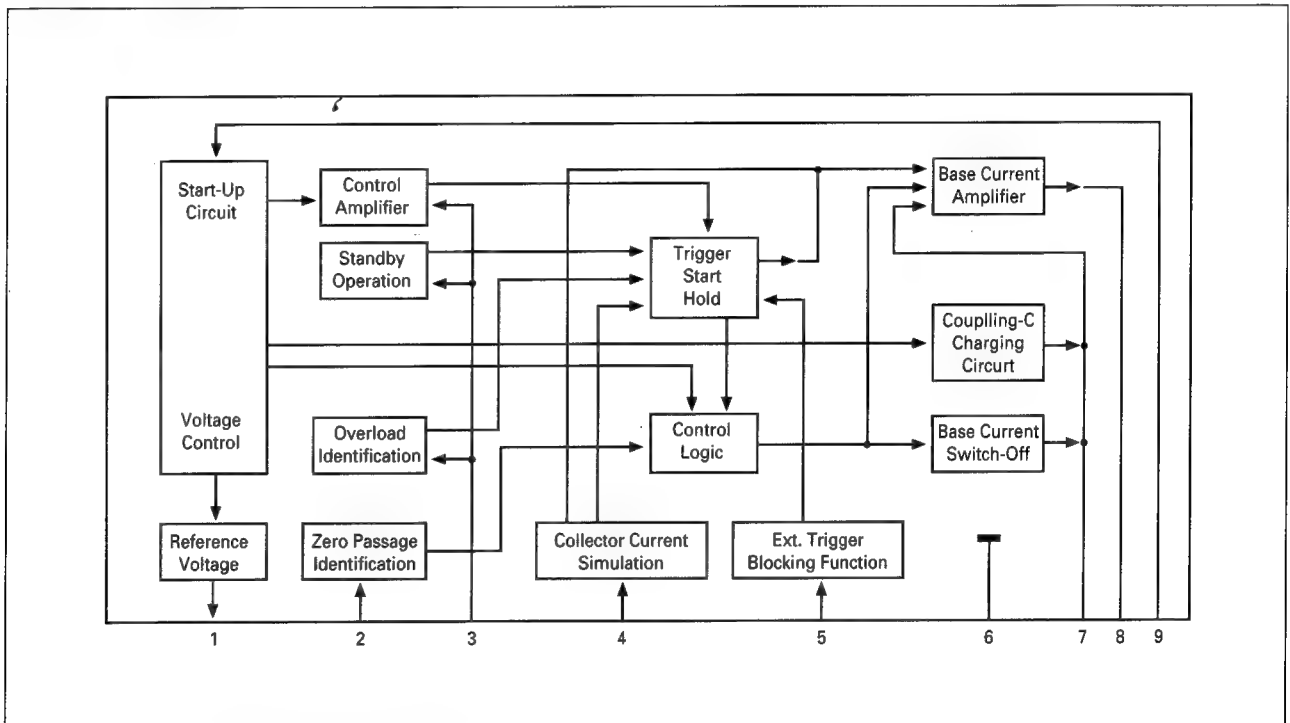 Start-Up
Circuit
Voltage
Control
Control
Amplifier
Standby
Operation
Overload
Identification
Reference
Voltage
Zero Passage
Identification
Trigger
Start
Hold
Control
Logic
Collector Current
Simulation
Ext. Trigger
Blocking Function
Base Current
Amplifier
Couplling-C
Charging
Circurt
Base Current
Switch-Off
1 2 3 4 5 6 7 8 9